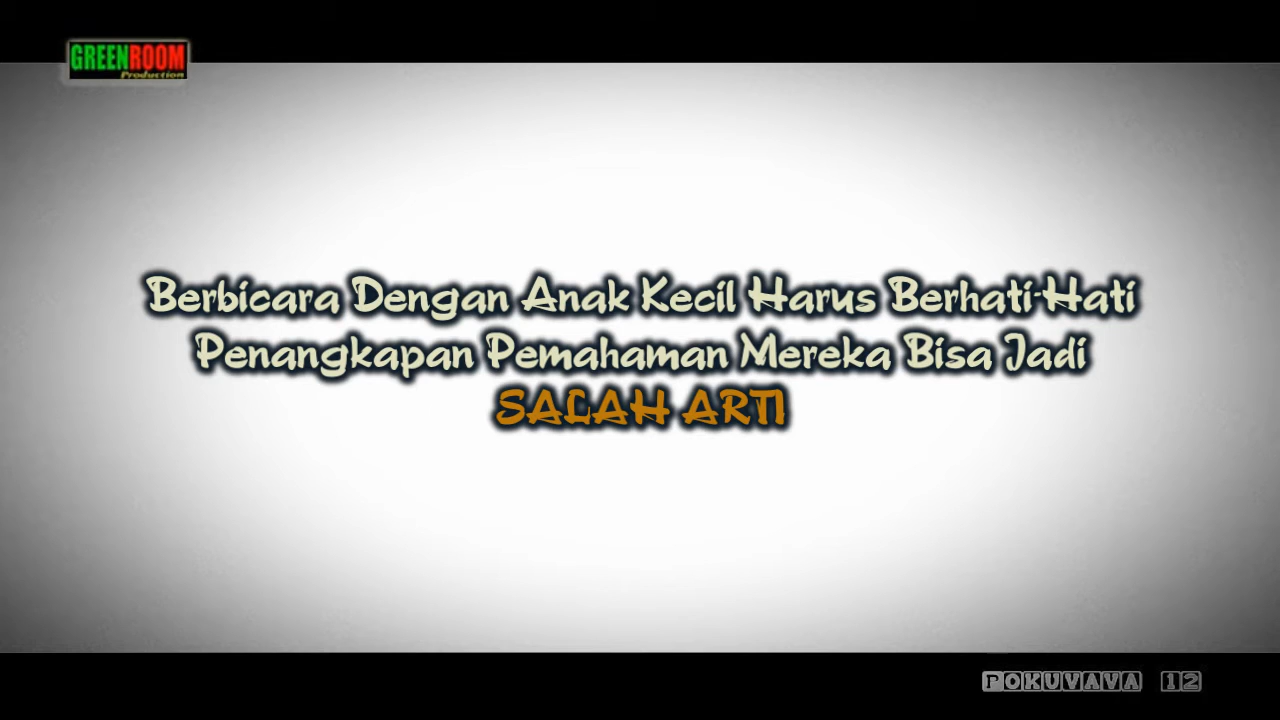 GREENROOM
Production
Berbicara Dengan Anak Kecil Harus Berhati-Hati
Penangkapan Pemahaman Mereka Bisa Jadi
SALAH ARTI
POKUVAVA 12